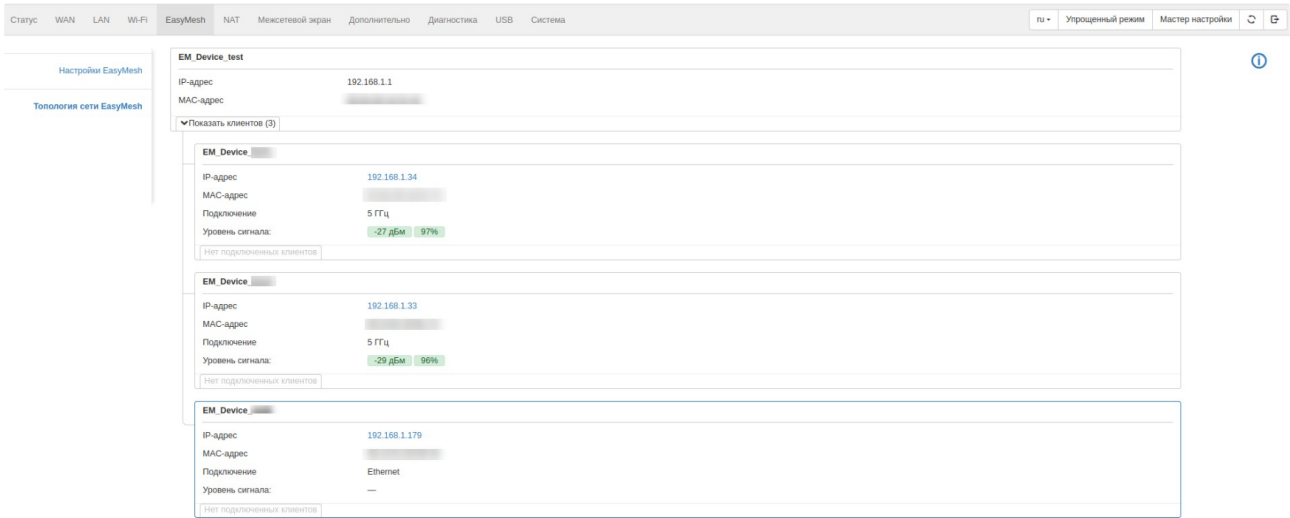 Статус WAN LAN Wi-Fi EasyMesh NAT Межсетевой экран Дополнительно Диагностика USB Система ru Упрощенный режим Мастер настройки
Настройки EasyMesh
Топология сети EasyMesh
EM_Device_test
IP-адрес 192.168.1.1
MAC-адрес
Показать клиентов (3)
EM_Device_
IP-адрес 192.168.1.34
MAC-адрес
Подключение 5 ГГц
Уровень сигнала: -27 дБм 97%
Нет подключенных клиентов
EM_Device_
IP-адрес 192.168.1.33
MAC-адрес
Подключение 5 ГГц
Уровень сигнала: -29 дБм 96%
Нет подключенных клиентов
EM_Device_
IP-адрес 192.168.1.179
MAC-адрес
Подключение Ethernet
Уровень сигнала: —
Нет подключенных клиентов